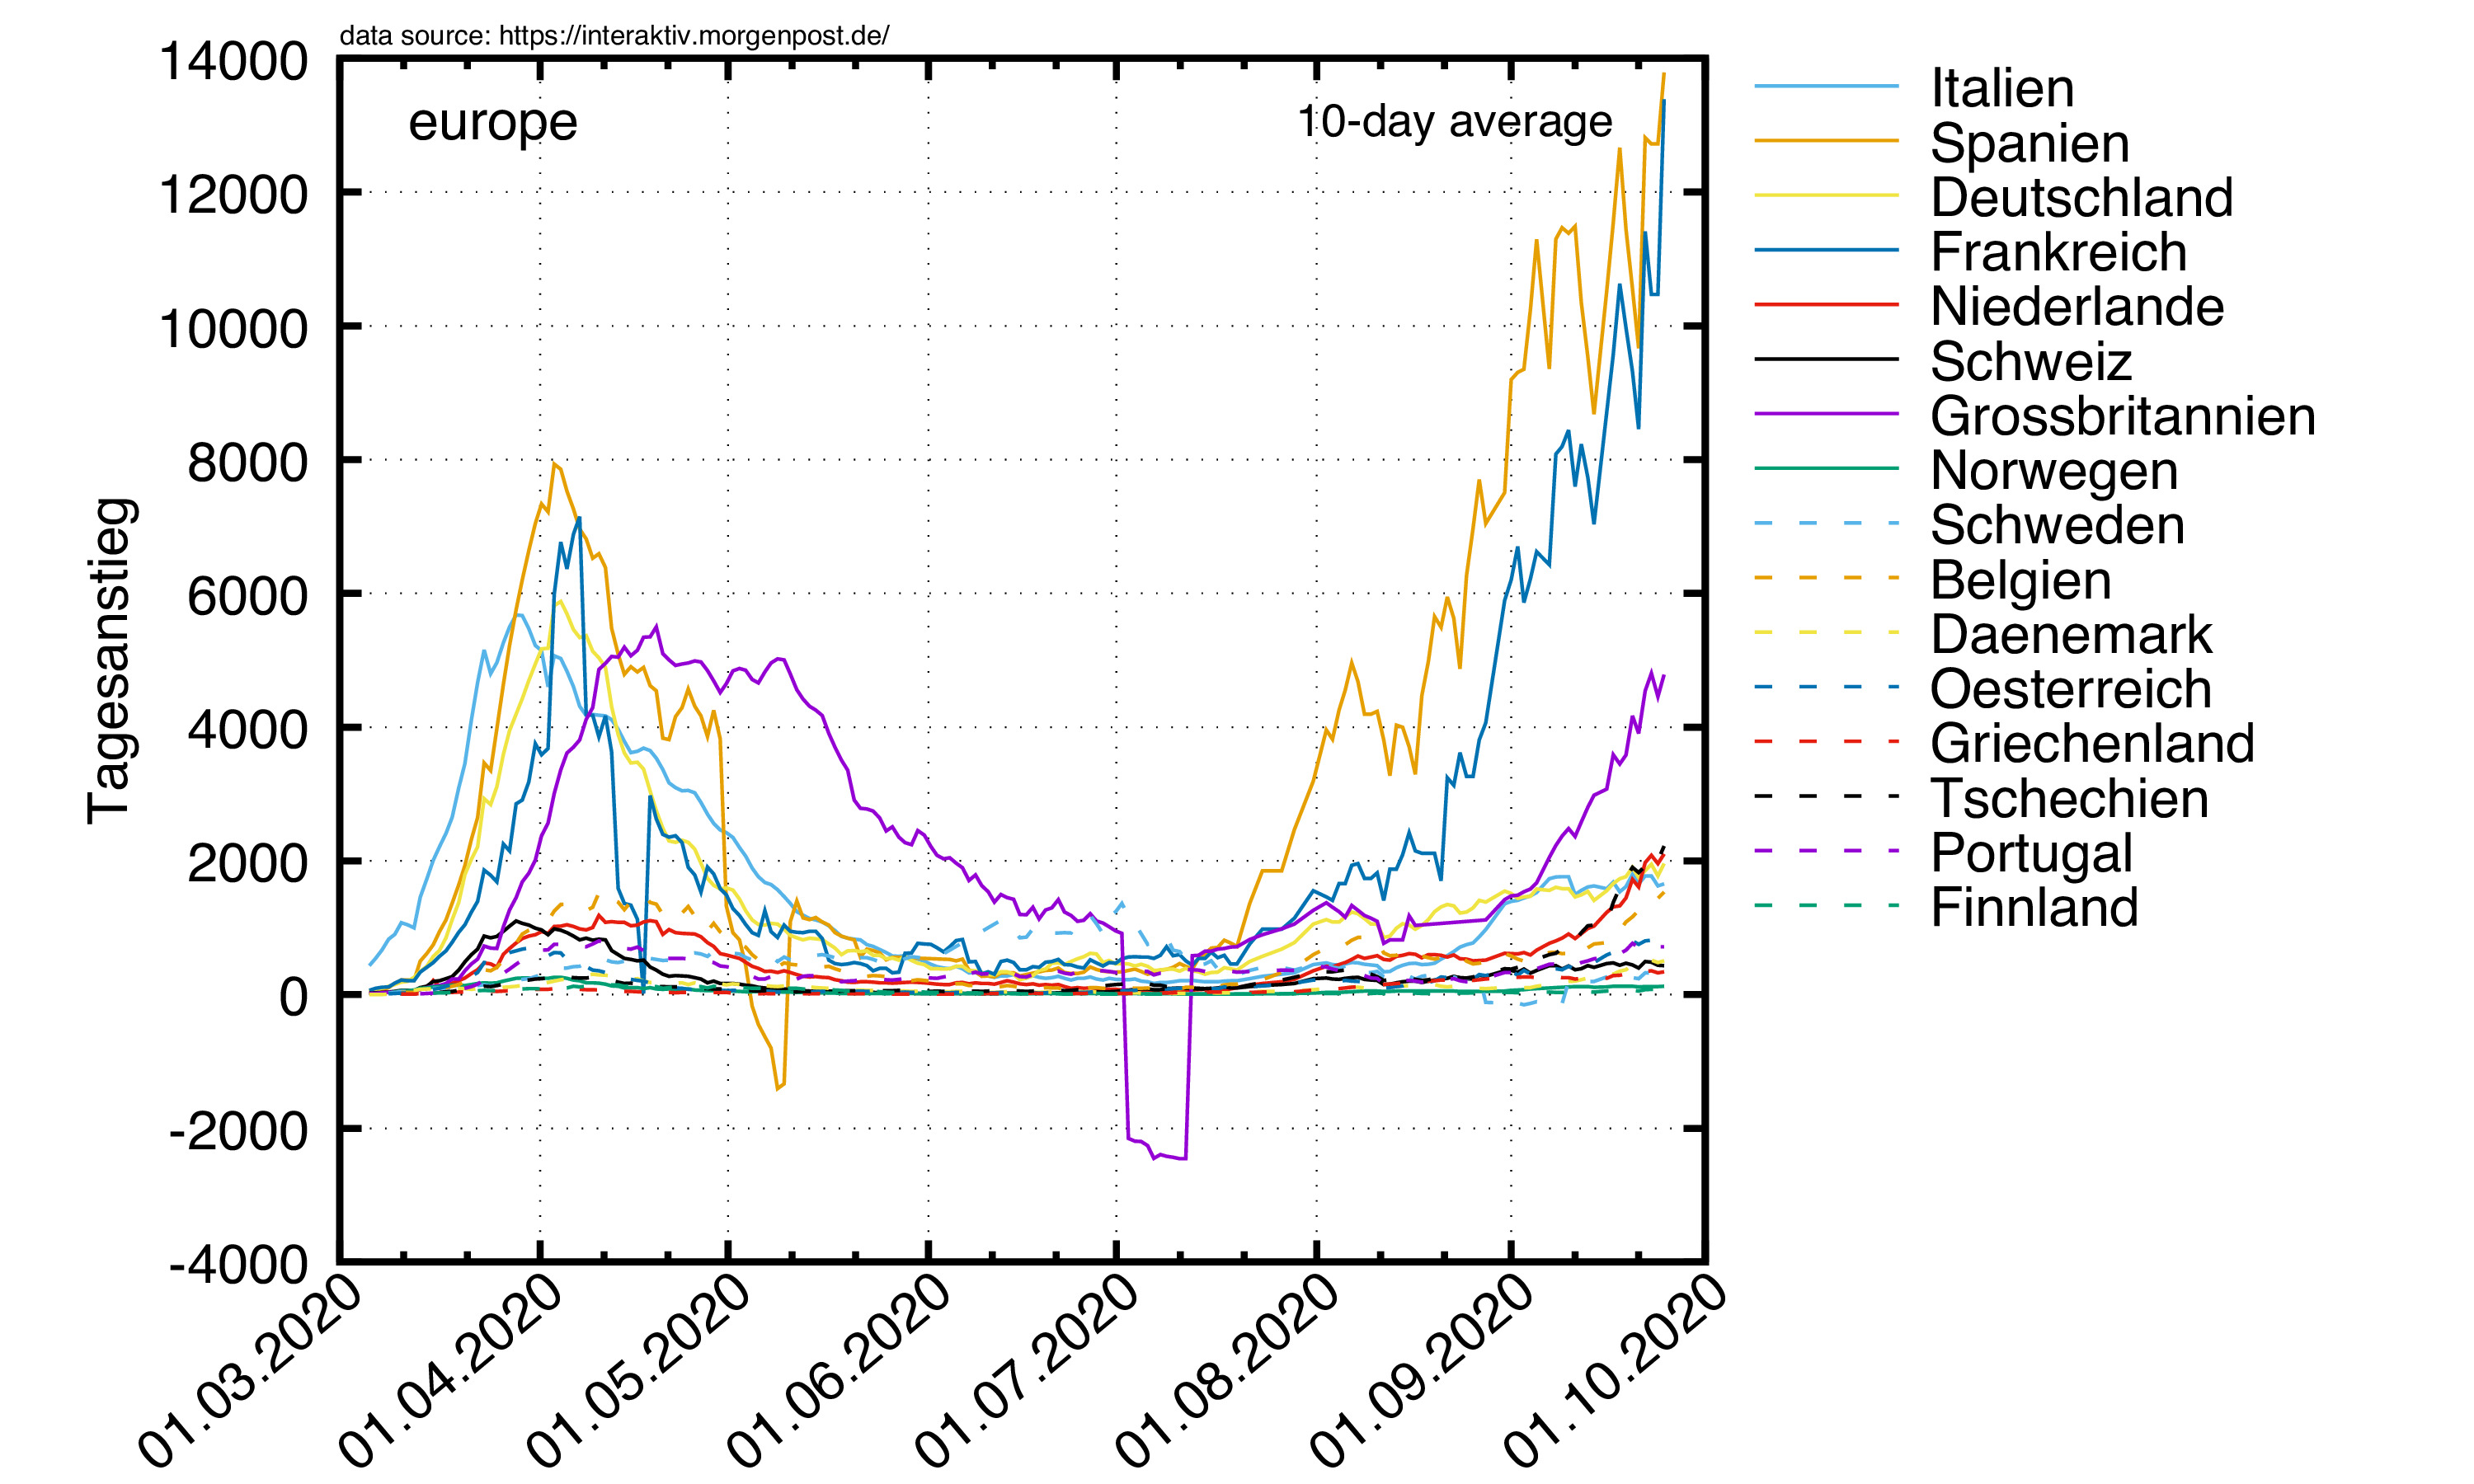 data source: https://interaktiv.morgenpost.de/
europe
10-day average
Tagesanstieg
14000
12000
10000
8000
6000
4000
2000
0
-2000
-4000
01.03.2020
01.04.2020
01.05.2020
01.06.2020
01.07.2020
01.08.2020
01.09.2020
01.10.2020
Italien
Spanien
Deutschland
Frankreich
Niederlande
Schweiz
Grossbritannien
Norwegen
Schweden
Belgien
Daenemark
Oesterreich
Griechenland
Tschechien
Portugal
Finnland